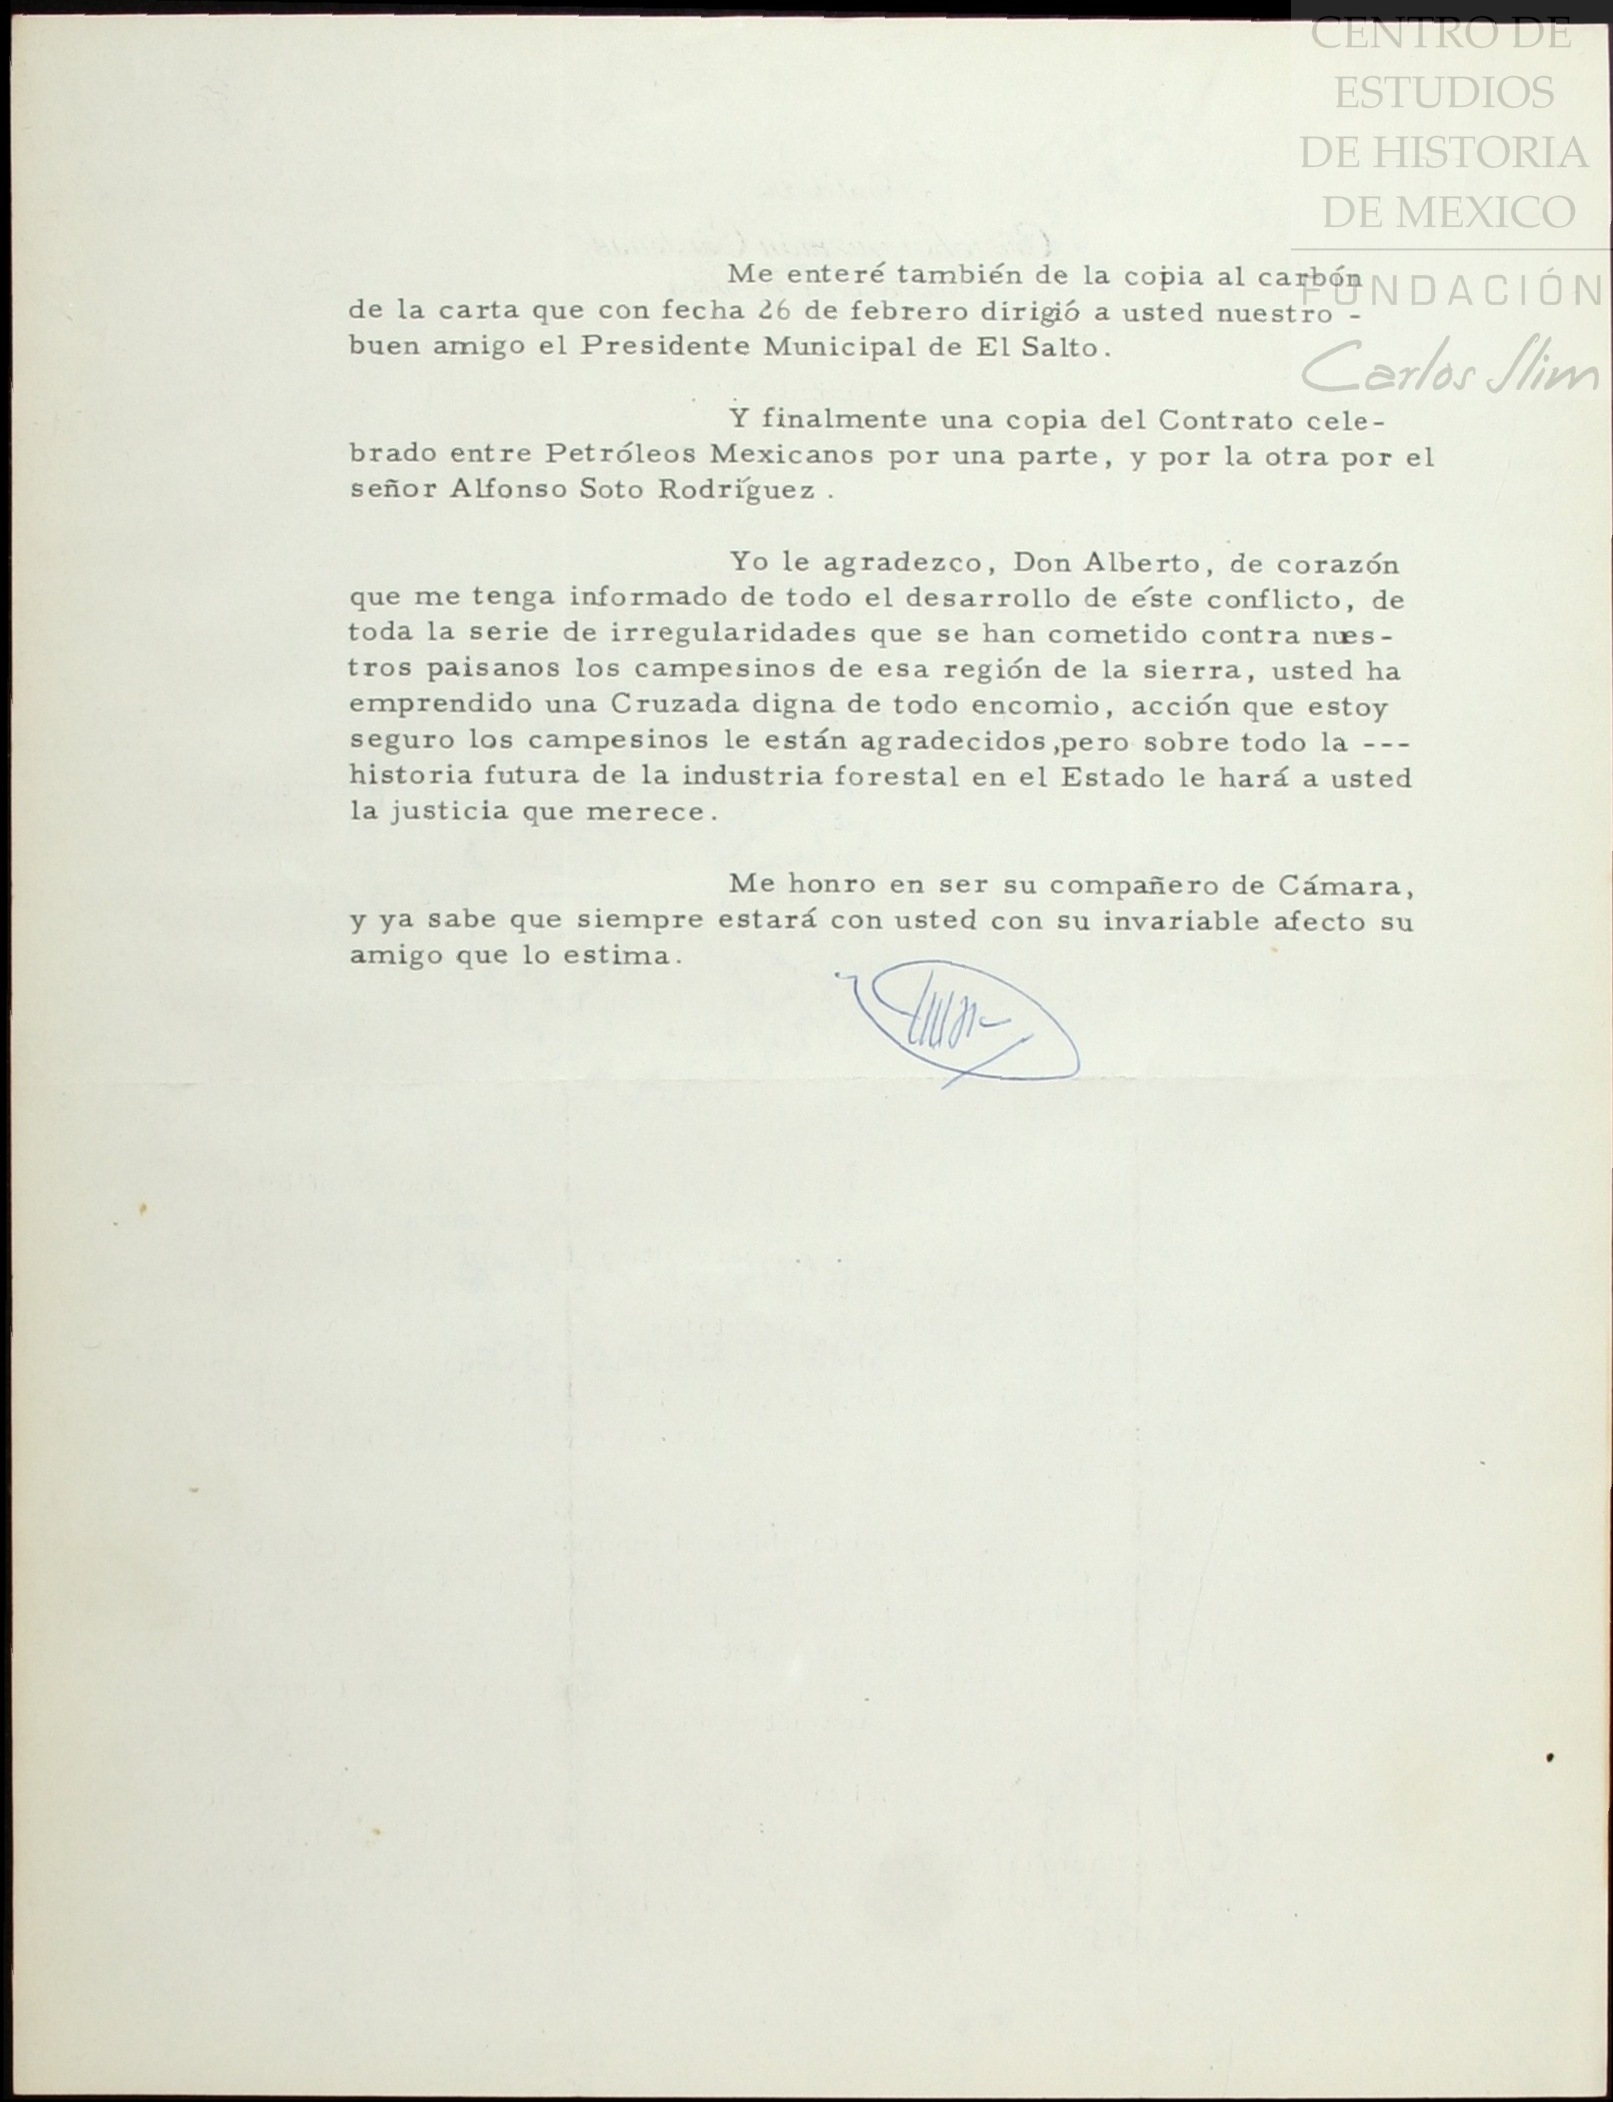 CENTRO DE
ESTUDIOS
DE HISTORIA
DE MEXICO
FUNDACIÓN
Carlos Slim
Me enteré también de la copia al carbón
de la carta que con fecha 26 de febrero dirigió a usted nuestro -
buen amigo el Presidente Municipal de El Salto.
Y finalmente una copia del Contrato cele-
brado entre Petróleos Mexicanos por una parte, y por la otra por el
señor Alfonso Soto Rodríguez .
Yo le agradezco, Don Alberto, de corazón
que me tenga informado de todo el desarrollo de éste conflicto, de
toda la serie de irregularidades que se han cometido contra nues-
tros paisanos los campesinos de esa región de la sierra, usted ha
emprendido una Cruzada digna de todo encomio, acción que estoy
seguro los campesinos le están agradecidos,pero sobre todo la ---
historia futura de la industria forestal en el Estado le hará a usted
la justicia que merece.
Me honro en ser su compañero de Cámara,
y ya sabe que siempre estará con usted con su invariable afecto su
amigo que lo estima.